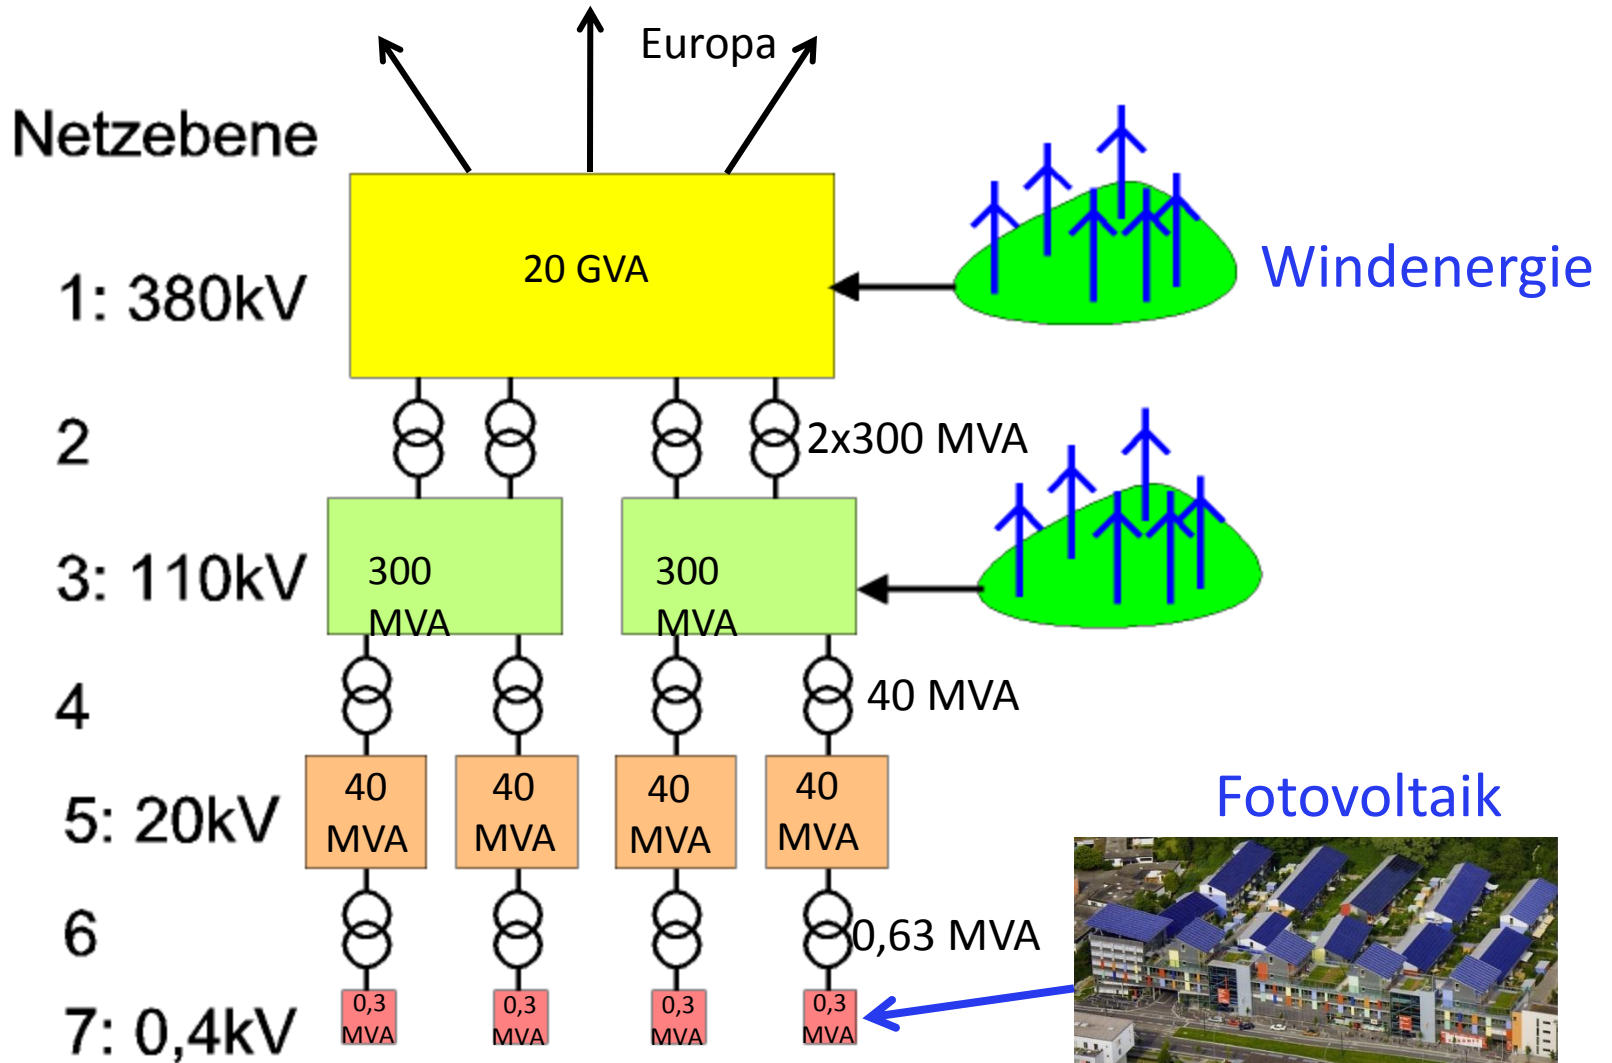 Europa
Netzebene
1: 380kV
20 GVA
Windenergie
2
2x300 MVA
3: 110kV
300
MVA
300
MVA
4
40 MVA
5: 20kV
40
MVA
40
MVA
40
MVA
40
MVA
Fotovoltaik
6
0,63 MVA
7: 0,4kV
0,3
MVA
0,3
MVA
0,3
MVA
0,3
MVA